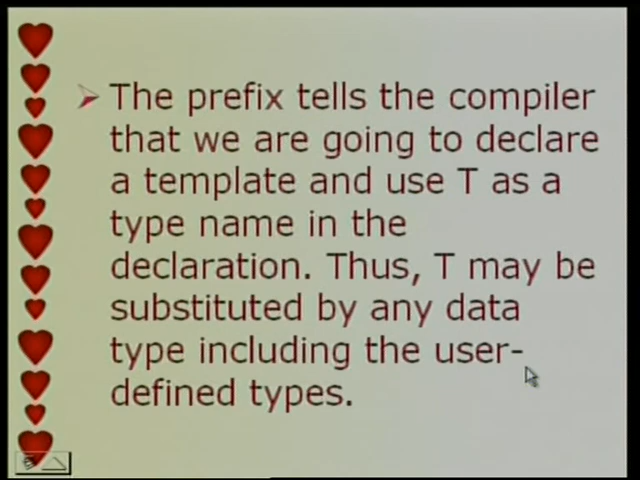 The prefix tells the compiler
that we are going to declare
a template and use T as a
type name in the
declaration. Thus, T may be
substituted by any data
type including the user-
defined types.